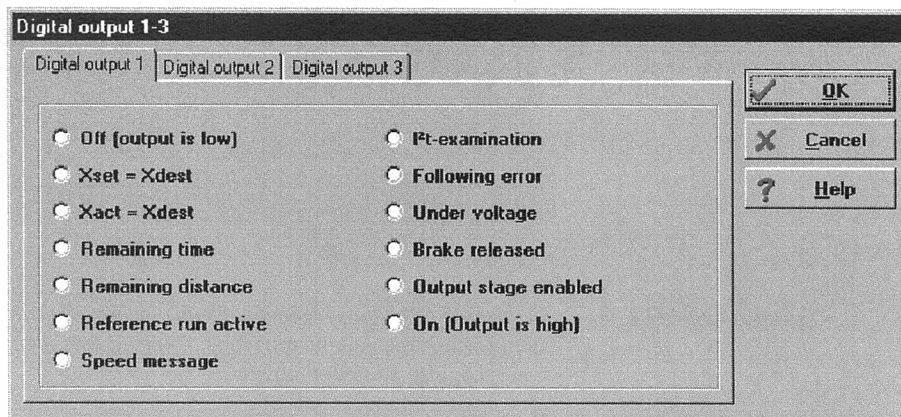 Digital output 1-3
Digital output 1 Digital output 2 Digital output 3
Off (output is low)
Xset = Xdest
Xact = Xdest
Remaining time
Remaining distance
Reference run active
Speed message
I²t-examination
Following error
Under voltage
Brake released
Output stage enabled
On (Output is high)
OK
Cancel
Help